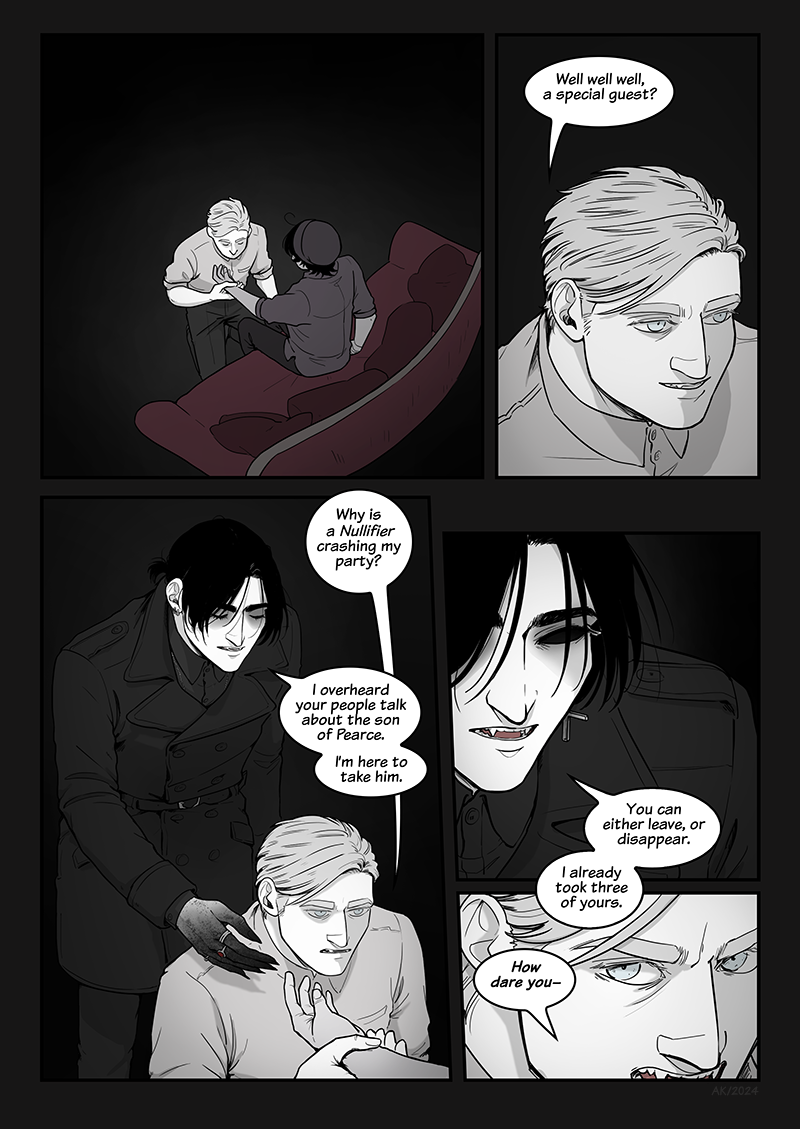 Well well well,
a special guest?
Why is
a Nullifier
crashing my
party?
I overheard
your people talk
about the son
of Pearce.
I'm here to
take him.
You can
either leave, or
disappear.
I already
took three
of yours.
How
dare you–
AK/2024